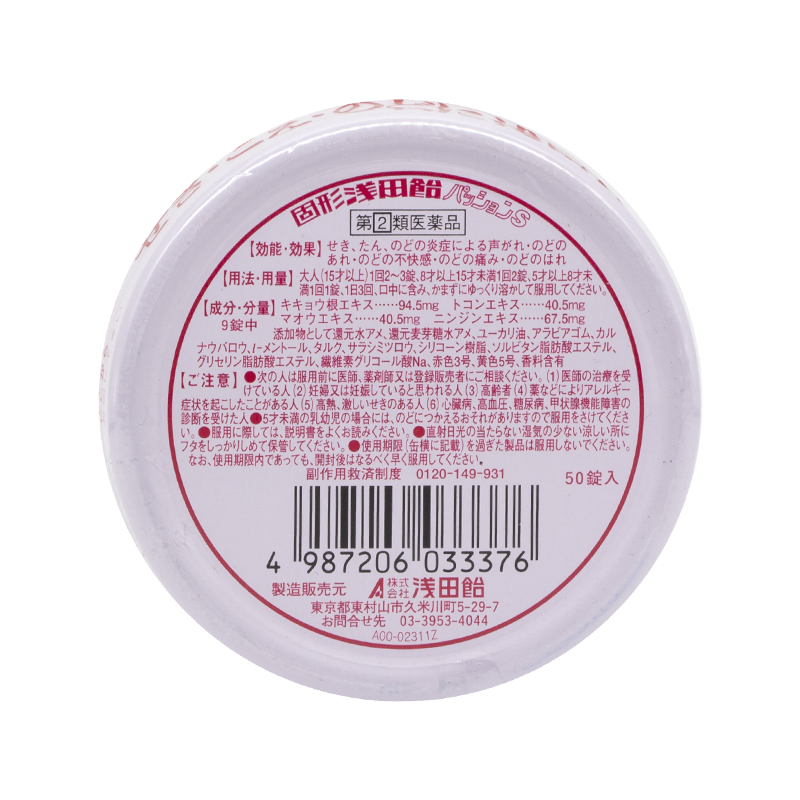 固形浅田飴パッションS
指②類医薬品
【効能・効果】せき、たん、のどの炎症による声がれ・のどの
あれ・のどの不快感・のどの痛み・のどのはれ
【用法・用量】大人(15才以上)1回2〜3錠、8才以上15才未満1回2錠、5才以上8才未
満1回1錠、1日3回、口中に含み、かまずにゆっくり溶かして服用してください。
【成分・分量】キキョウ根エキス……94.5mg トコンエキス……40.5mg
9錠中 マオウエキス……40.5mg ニンジンエキス……67.5mg
添加物として還元水アメ、還元麦芽糖水アメ、ユーカリ油、アラビアゴム、カル
ナウバロウ、l-メントール、タルク、サラシミツロウ、シリコーン樹脂、ソルビタン脂肪酸エステル、
グリセリン脂肪酸エステル、繊維素グリコール酸Na、赤色3号、黄色5号、香料含有
【ご注意】●次の人は服用前に医師、薬剤師又は登録販売者にご相談ください。(1)医師の治療を受
けている人(2)妊婦又は妊娠していると思われる人(3)高齢者(4)薬などによりアレルギー
症状を起こしたことがある人(5)高熱、激しいせきのある人(6)心臓病、高血圧、糖尿病、甲状腺機能障害の
診断を受けた人●5才未満の乳幼児の場合には、のどにつかえるおそれがありますので服用をさけてくださ
い。●服用に際しては、説明書をよくお読みください。●直射日光の当たらない湿気の少ない涼しい所に
フタをしっかりしめて保管してください。●使用期限(缶横に記載)を過ぎた製品は服用しないでください。
なお、使用期限内であっても、開封後はなるべく早く服用してください。
副作用救済制度 0120-149-931
50錠入
4 987206 033376
製造販売元 株式会社 浅田飴
東京都東村山市久米川町5-29-7
お問合せ先 03-3953-4044
A00-02311Z